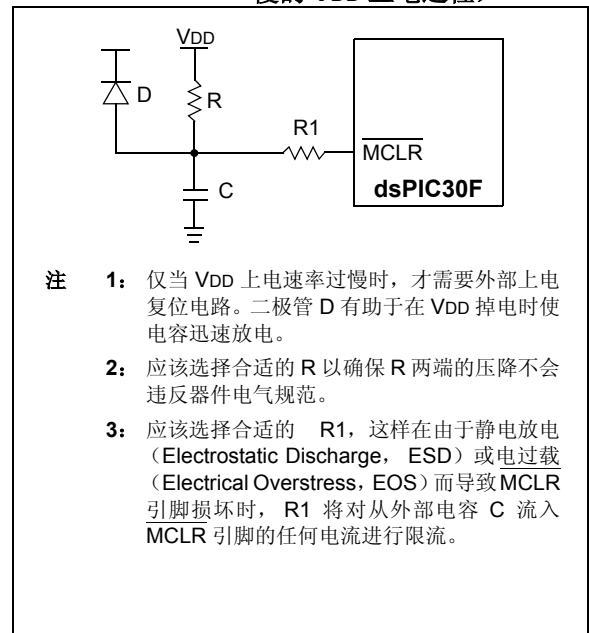 VDD
D
R
R1
MCLR
dsPIC30F
C
注 1： 仅当 VDD 上电速率过慢时，才需要外部上电
复位电路。二极管 D 有助于在 VDD 掉电时使
电容迅速放电。
2： 应该选择合适的 R 以确保 R 两端的压降不会
违反器件电气规范。
3： 应该选择合适的 R1，这样在由于静电放电
（Electrostatic Discharge， ESD）或电过载
（Electrical Overstress，EOS）而导致 MCLR
引脚损坏时， R1 将对从外部电容 C 流入
MCLR 引脚的任何电流进行限流。